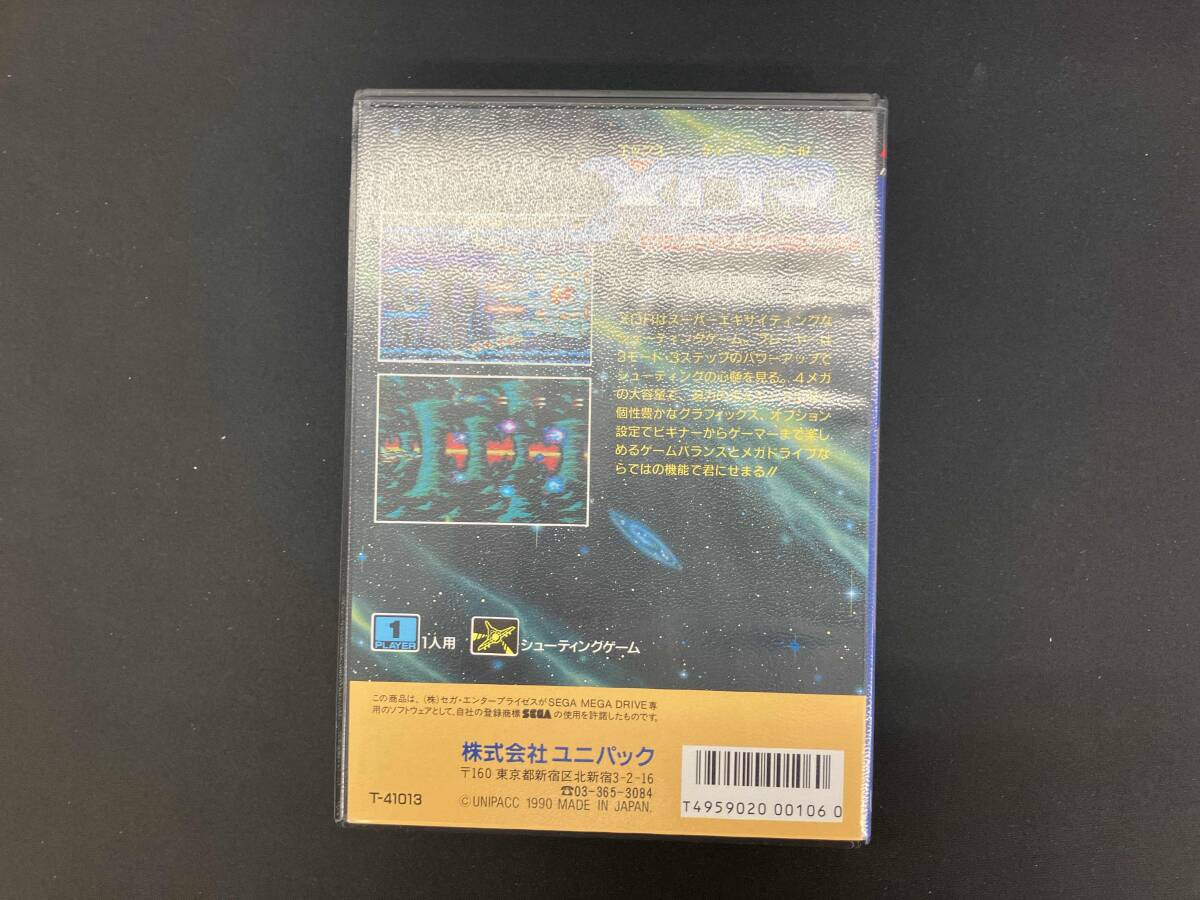 XDR
XDRはスーパーエキサイティングな
シューティングゲーム。プレーヤーは
3モード・3ステップのパワーアップで
シューティングの心髄を見る。4メガ
の大容量で、
個性豊かなグラフィックス、オプション
設定でビギナーからゲーマーまで楽し
めるゲームバランスとメガドライブな
らではの機能で君にせまる!!
1
PLAYER
1人用
シューティングゲーム
この商品は、(株)セガ・エンタープライゼスがSEGA MEGA DRIVE専
用のソフトウェアとして、自社の登録商標SEGAの使用を許諾したものです。
株式会社 ユニパック
〒160 東京都新宿区北新宿3-2-16
☎03-365-3084
T-41013
©UNIPACC 1990 MADE IN JAPAN.
T4959020 00106 0